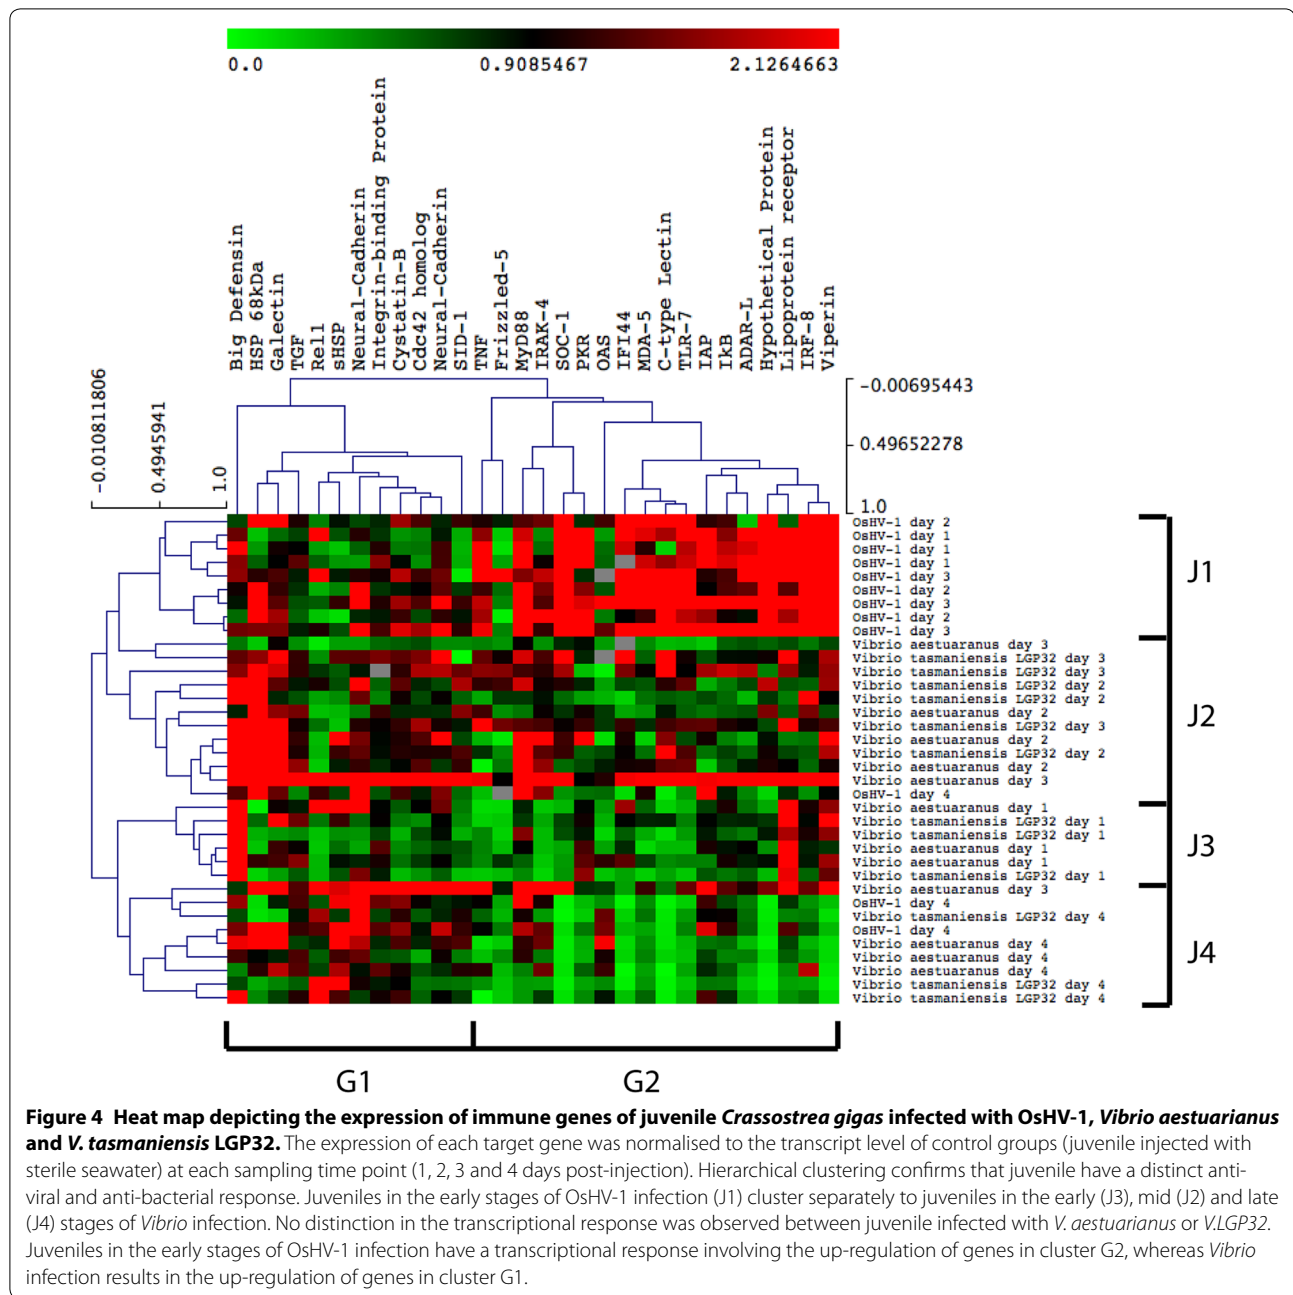 0.0 0.9085467 2.1264663
Big Defensin
HSP 68kDa
Galectin
TGF
Rel1
sHSP
Neural-Cadherin
Integrin-binding Protein
Cystatin-B
Cdc42 homolog
Neural-Cadherin
SID-1
TNF
Frizzled-5
MyD88
IRAK-4
SOC-1
PKR
OAS
IFI44
MDA-5
C-type Lectin
TLR-7
IAP
IkB
ADAR-L
Hypothetical Protein
Lipoprotein receptor
IRF-8
Viperin
-0.010811806
0.4945941
1.0
-0.00695443
0.49652278
1.0
OsHV-1 day 2
OsHV-1 day 1
OsHV-1 day 1
OsHV-1 day 1
OsHV-1 day 3
OsHV-1 day 2
OsHV-1 day 3
OsHV-1 day 2
OsHV-1 day 3
Vibrio aestuaranus day 3
Vibrio tasmaniensis LGP32 day 3
Vibrio tasmaniensis LGP32 day 3
Vibrio tasmaniensis LGP32 day 2
Vibrio tasmaniensis LGP32 day 2
Vibrio aestuaranus day 2
Vibrio tasmaniensis LGP32 day 3
Vibrio aestuaranus day 2
Vibrio tasmaniensis LGP32 day 2
Vibrio aestuaranus day 2
Vibrio aestuaranus day 3
OsHV-1 day 4
Vibrio aestuaranus day 1
Vibrio tasmaniensis LGP32 day 1
Vibrio tasmaniensis LGP32 day 1
Vibrio aestuaranus day 1
Vibrio aestuaranus day 1
Vibrio tasmaniensis LGP32 day 1
Vibrio aestuaranus day 3
OsHV-1 day 4
Vibrio tasmaniensis LGP32 day 4
OsHV-1 day 4
Vibrio aestuaranus day 4
Vibrio aestuaranus day 4
Vibrio aestuaranus day 4
Vibrio tasmaniensis LGP32 day 4
Vibrio tasmaniensis LGP32 day 4
J1
J2
J3
J4
G1 G2
Figure 4 Heat map depicting the expression of immune genes of juvenile Crassostrea gigas infected with OsHV-1, Vibrio aestuarianus
and V. tasmaniensis LGP32. The expression of each target gene was normalised to the transcript level of control groups (juvenile injected with
sterile seawater) at each sampling time point (1, 2, 3 and 4 days post-injection). Hierarchical clustering confirms that juvenile have a distinct anti-
viral and anti-bacterial response. Juveniles in the early stages of OsHV-1 infection (J1) cluster separately to juveniles in the early (J3), mid (J2) and late
(J4) stages of Vibrio infection. No distinction in the transcriptional response was observed between juvenile infected with V. aestuarianus or V.LGP32.
Juveniles in the early stages of OsHV-1 infection have a transcriptional response involving the up-regulation of genes in cluster G2, whereas Vibrio
infection results in the up-regulation of genes in cluster G1.